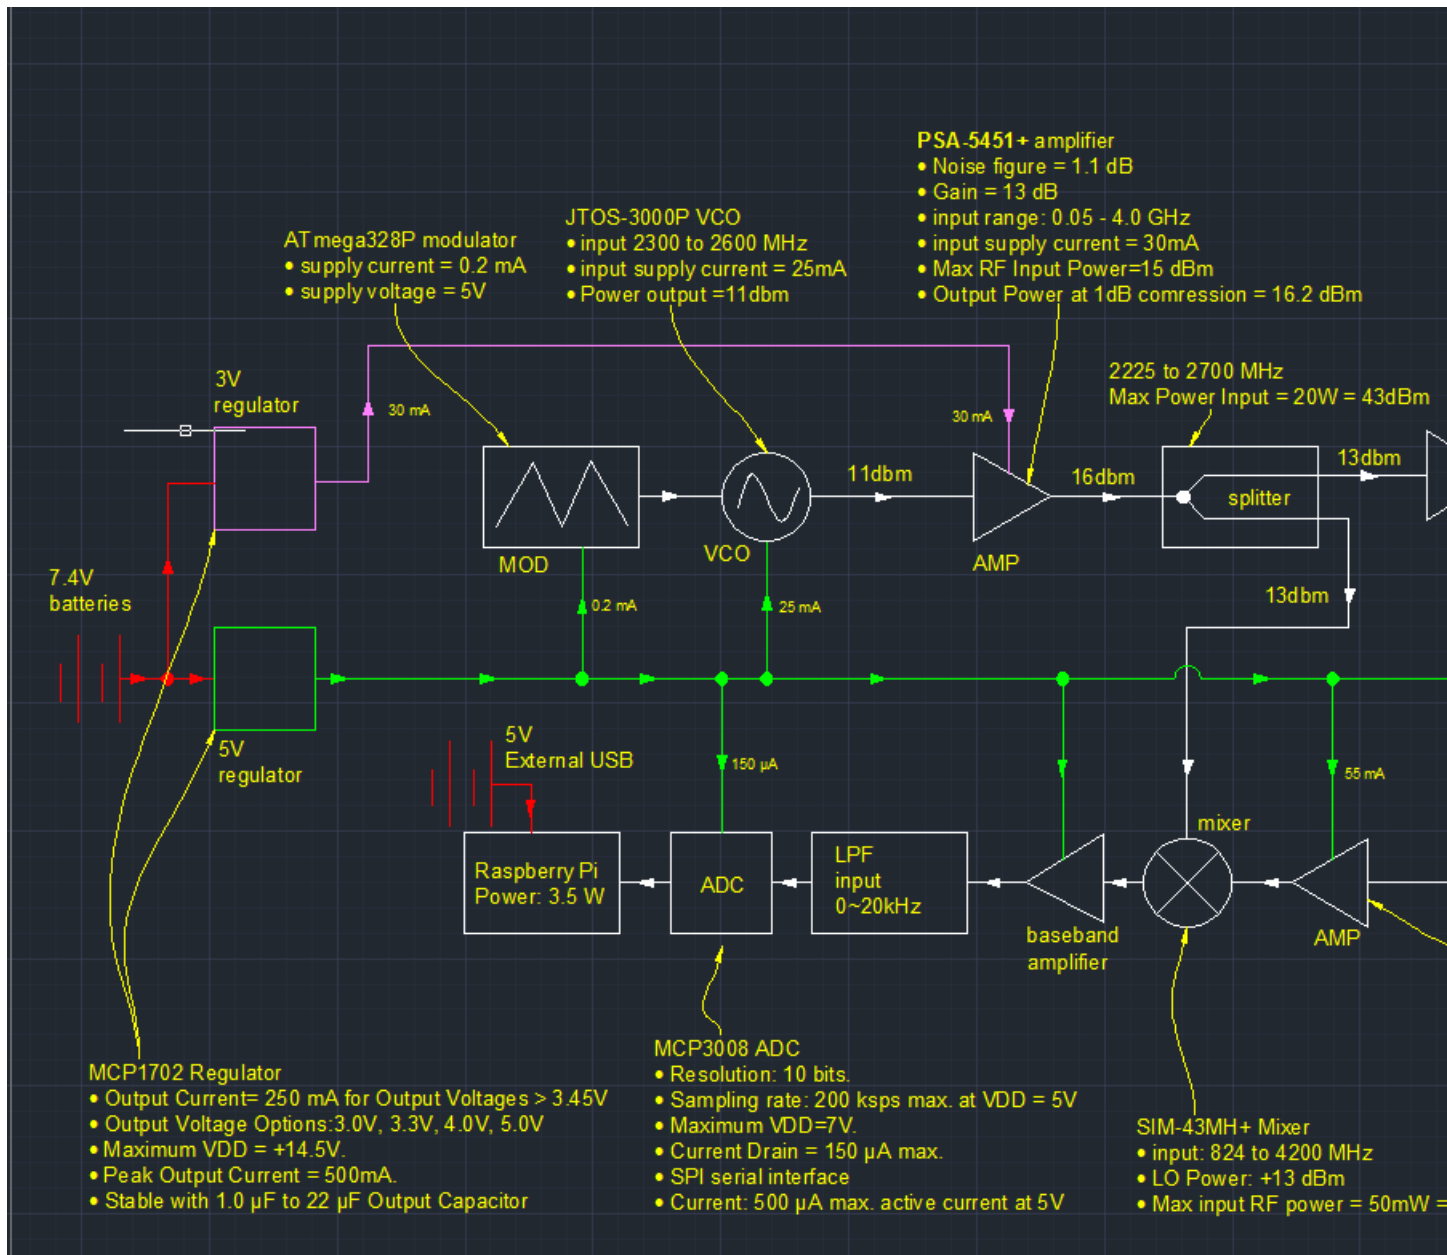 PSA-5451+ amplifier
• Noise figure = 1.1 dB
• Gain = 13 dB
• input range: 0.05 - 4.0 GHz
• input supply current = 30mA
• Max RF Input Power=15 dBm
• Output Power at 1dB comression = 16.2 dBm
JTOS-3000P VCO
• input 2300 to 2600 MHz
• input supply current = 25mA
• Power output =11dbm
ATmega328P modulator
• supply current = 0.2 mA
• supply voltage = 5V
2225 to 2700 MHz
Max Power Input = 20W = 43dBm
3V
regulator
30 mA
30 mA
11dbm
16dbm
splitter
13dbm
MOD
VCO
AMP
7.4V
batteries
0.2 mA
25 mA
13dbm
5V
regulator
5V
External USB
150 µA
55 mA
mixer
Raspberry Pi
Power: 3.5 W
ADC
LPF
input
0~20kHz
baseband
amplifier
AMP
MCP1702 Regulator
• Output Current= 250 mA for Output Voltages > 3.45V
• Output Voltage Options:3.0V, 3.3V, 4.0V, 5.0V
• Maximum VDD = +14.5V.
• Peak Output Current = 500mA.
• Stable with 1.0 µF to 22 µF Output Capacitor
MCP3008 ADC
• Resolution: 10 bits.
• Sampling rate: 200 ksps max. at VDD = 5V
• Maximum VDD=7V.
• Current Drain = 150 µA max.
• SPI serial interface
• Current: 500 µA max. active current at 5V
SIM-43MH+ Mixer
• input: 824 to 4200 MHz
• LO Power: +13 dBm
• Max input RF power = 50mW =